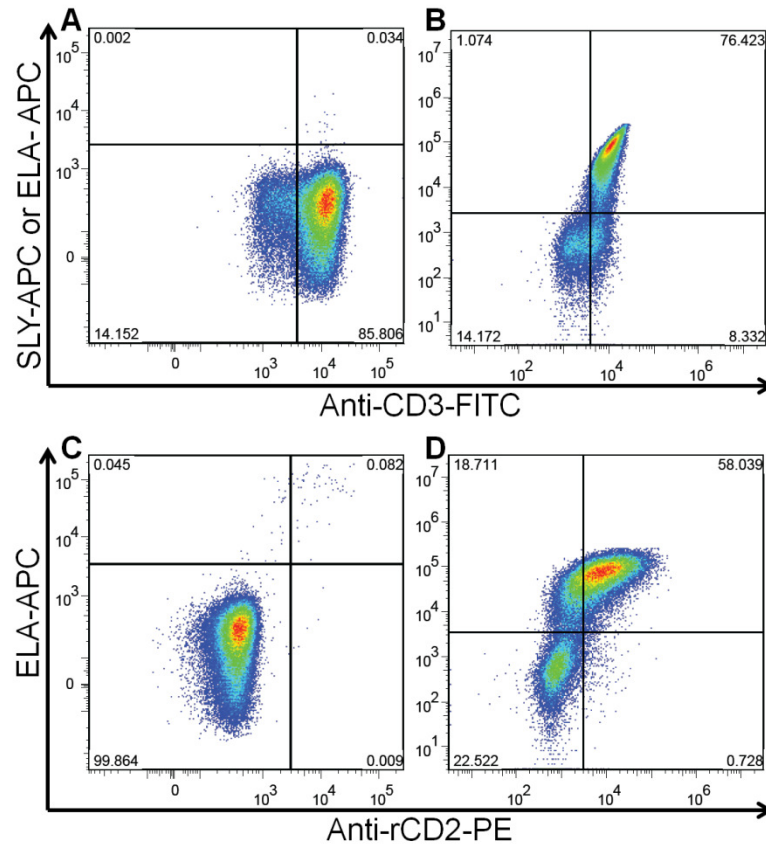 A
B
0.002 0.034
1.074 76.423
10^5
10^4
10^3
0
10^7
10^6
10^5
10^4
10^3
10^2
10^1
14.152 85.806
14.172 8.332
0 10^3 10^4 10^5
10^2 10^4 10^6
SLY-APC or ELA- APC
Anti-CD3-FITC
C
D
0.045 0.082
18.711 58.039
10^5
10^4
10^3
0
10^7
10^6
10^5
10^4
10^3
10^2
10^1
99.864 0.009
22.522 0.728
0 10^3 10^4 10^5
10^2 10^4 10^6
ELA-APC
Anti-rCD2-PE